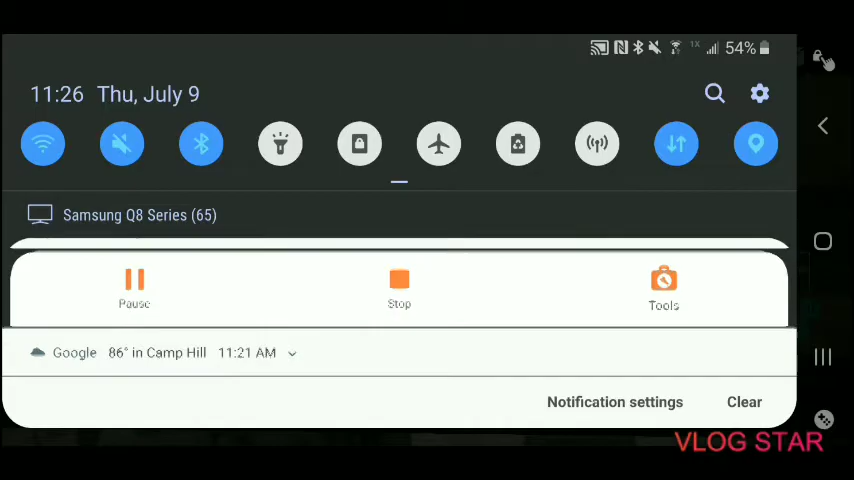 1X 54%
11:26 Thu, July 9
Samsung Q8 Series (65)
Pause Stop Tools
Google 86° in Camp Hill 11:21 AM
Notification settings Clear
VLOG STAR